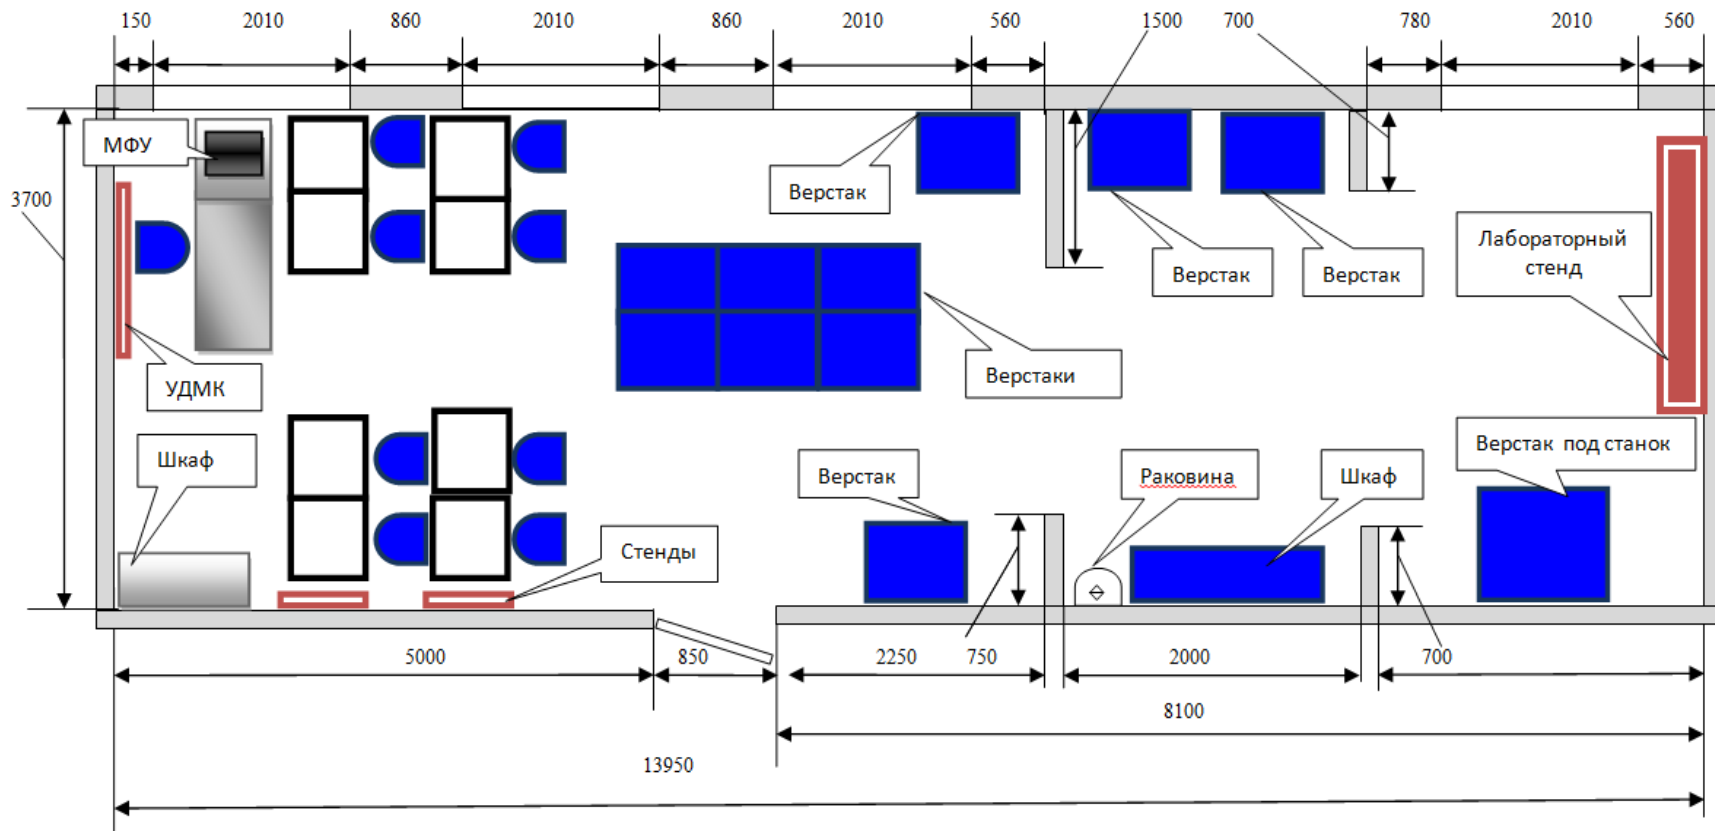 150 2010 860 2010 860 2010 560 1500 700 780 2010 560
МФУ
3700
Верстак
Лабораторный
стенд
Верстак Верстак
УДМК
Верстаки
Шкаф
Верстак
Раковина
Шкаф
Верстак под станок
Стенды
5000 850 2250 750 2000 700
8100
13950